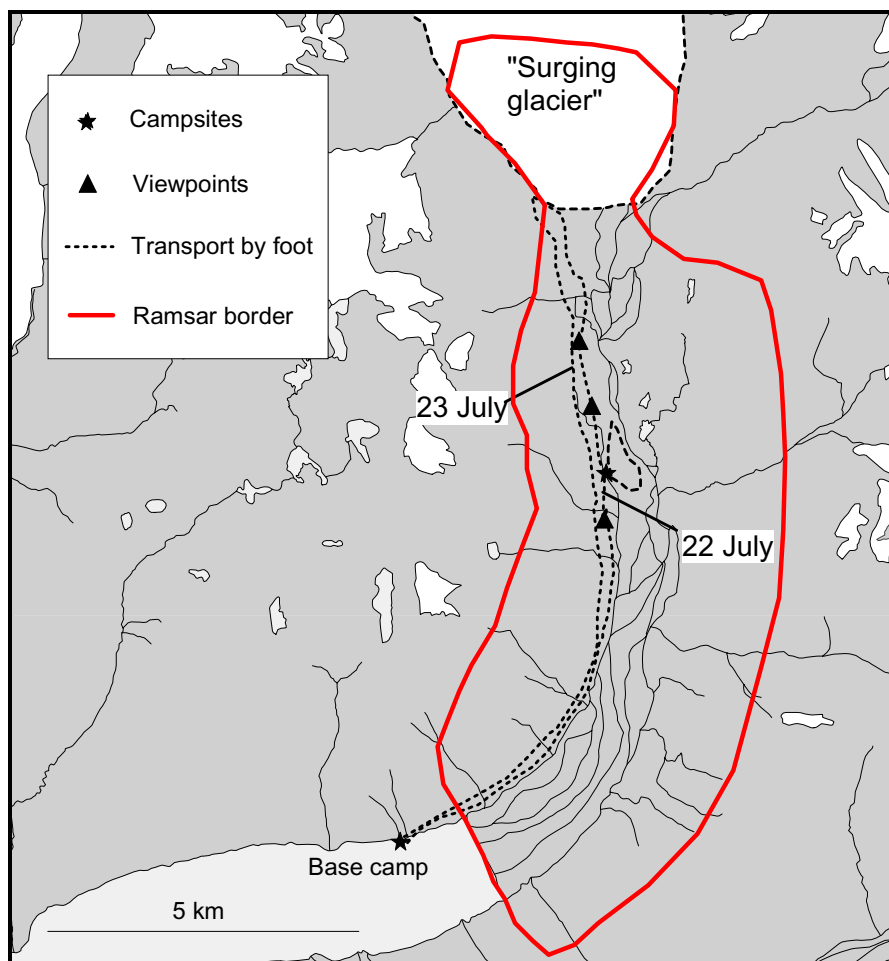 "Surging
glacier"
Campsites
Viewpoints
Transport by foot
Ramsar border
23 July
22 July
Base camp
5 km